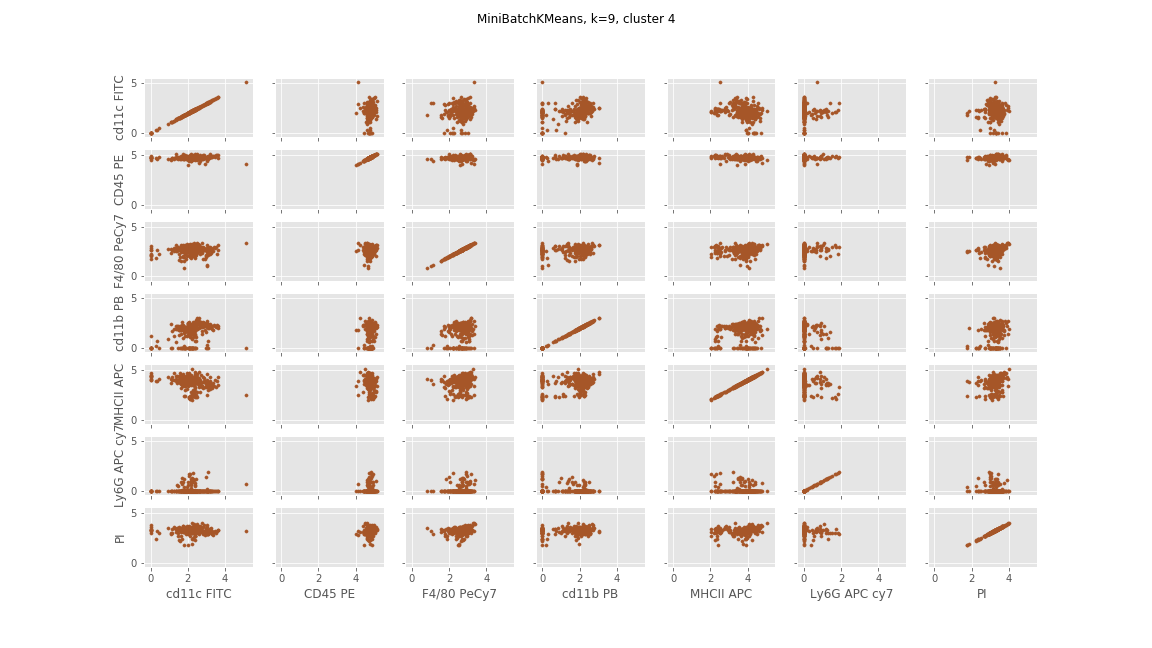 MiniBatchKMeans, k=9, cluster 4
cd11c FITC
5
0
CD45 PE
5
0
F4/80 PeCy7
5
0
cd11b PB
5
0
MHCII APC
5
0
Ly6G APC cy7
5
0
PI
5
0
0 2 4 0 2 4 0 2 4 0 2 4 0 2 4 0 2 4 0 2 4
cd11c FITC CD45 PE F4/80 PeCy7 cd11b PB MHCII APC Ly6G APC cy7 PI